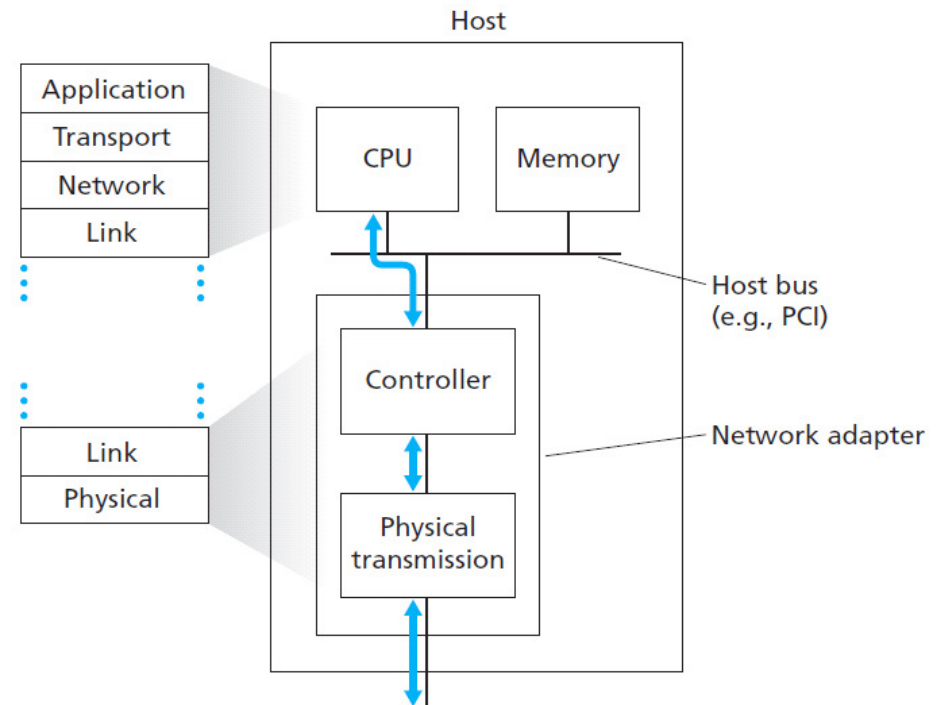 Host
Application
Transport
Network
Link
CPU
Memory
Host bus
(e.g., PCI)
Controller
Network adapter
Link
Physical
Physical
transmission